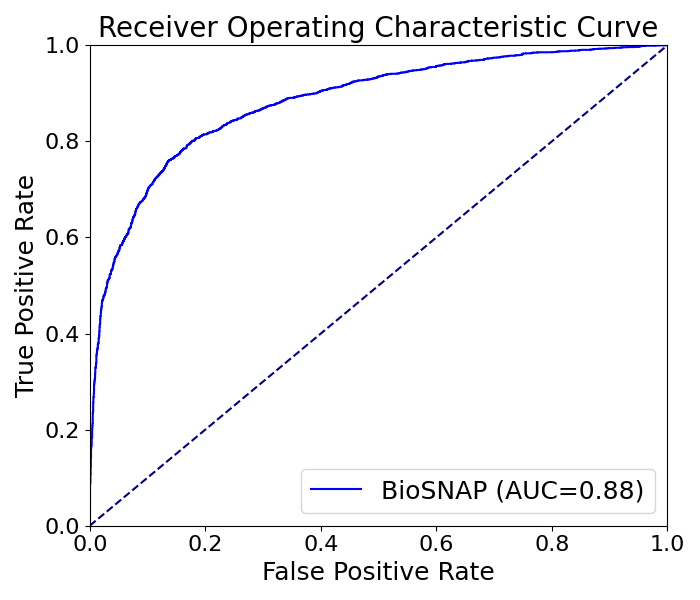 Receiver Operating Characteristic Curve
1.0
0.8
0.6
0.4
0.2
0.0
True Positive Rate
BioSNAP (AUC=0.88)
0.0 0.2 0.4 0.6 0.8 1.0
False Positive Rate